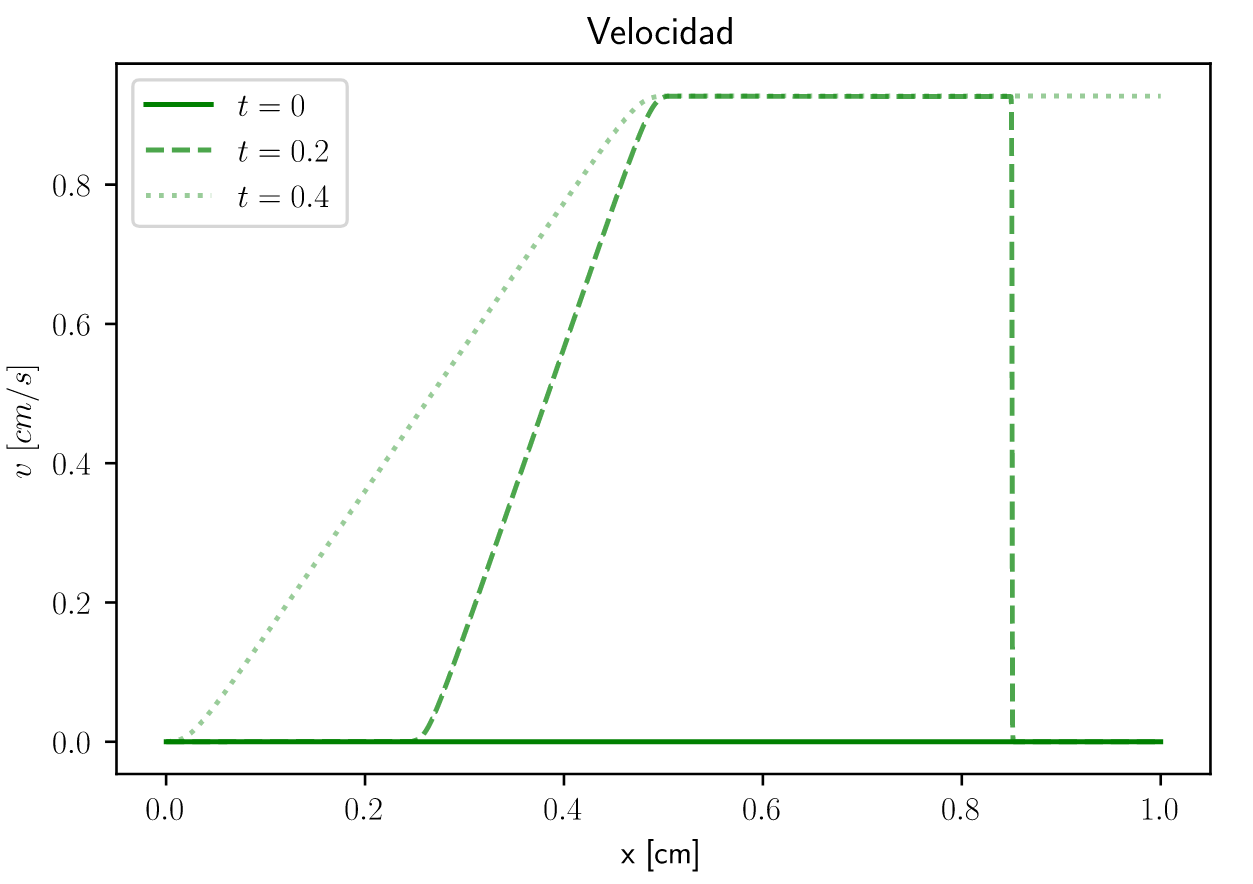 Velocidad
t = 0
t = 0.2
t = 0.4
v [cm/s]
0.8
0.6
0.4
0.2
0.0
0.0 0.2 0.4 0.6 0.8 1.0
x [cm]